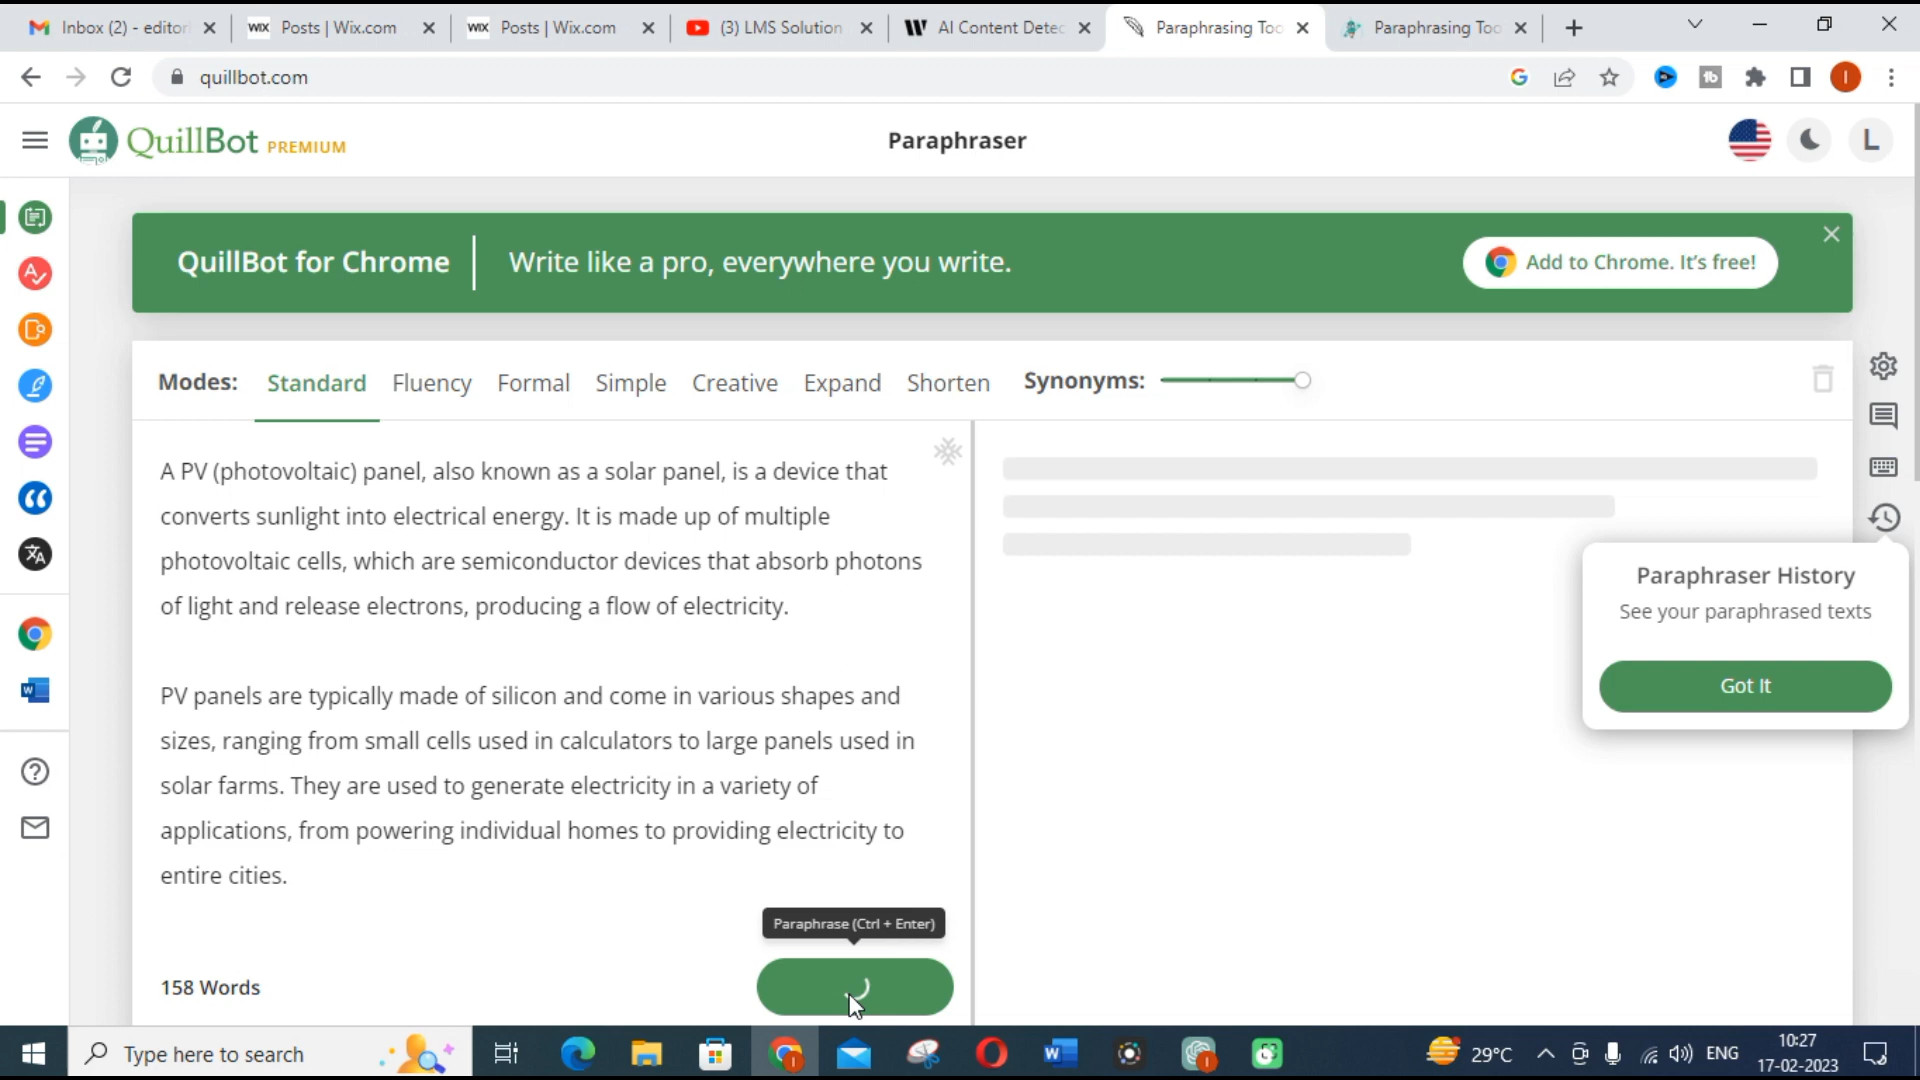 Inbox (2) - editori
WIX Posts | Wix.com
WIX Posts | Wix.com
(3) LMS Solution
W AI Content Detec
Paraphrasing Too
Paraphrasing Too
quillbot.com
QuillBot PREMIUM
Paraphraser
L
QuillBot for Chrome
Write like a pro, everywhere you write.
Add to Chrome. It's free!
Modes: Standard Fluency Formal Simple Creative Expand Shorten Synonyms:
A PV (photovoltaic) panel, also known as a solar panel, is a device that
converts sunlight into electrical energy. It is made up of multiple
photovoltaic cells, which are semiconductor devices that absorb photons
of light and release electrons, producing a flow of electricity.
PV panels are typically made of silicon and come in various shapes and
sizes, ranging from small cells used in calculators to large panels used in
solar farms. They are used to generate electricity in a variety of
applications, from powering individual homes to providing electricity to
entire cities.
Paraphraser History
See your paraphrased texts
Got It
Paraphrase (Ctrl + Enter)
158 Words
Type here to search
29°C
ENG
10:27
17-02-2023